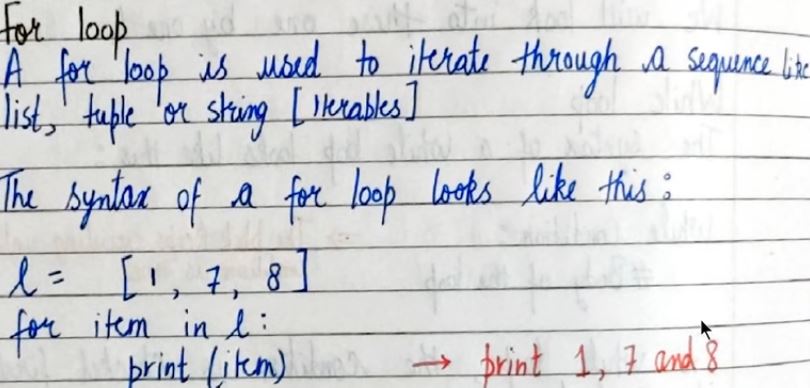 for loop
A for loop is used to iterate through a sequence like
list, tuple or string [iterables]
The syntax of a for loop looks like this:
l = [1, 7, 8]
for item in l:
print (item) → print 1, 7 and 8